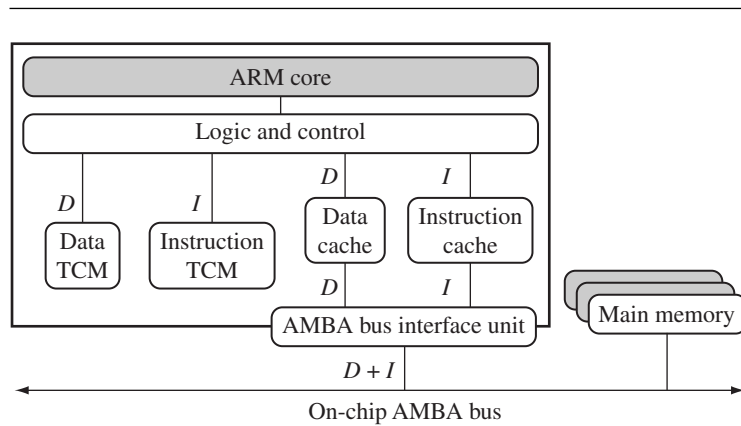 ARM core
Logic and control
D
I
D
I
Data
TCM
Instruction
TCM
Data
cache
Instruction
cache
D
I
AMBA bus interface unit
Main memory
D + I
On-chip AMBA bus